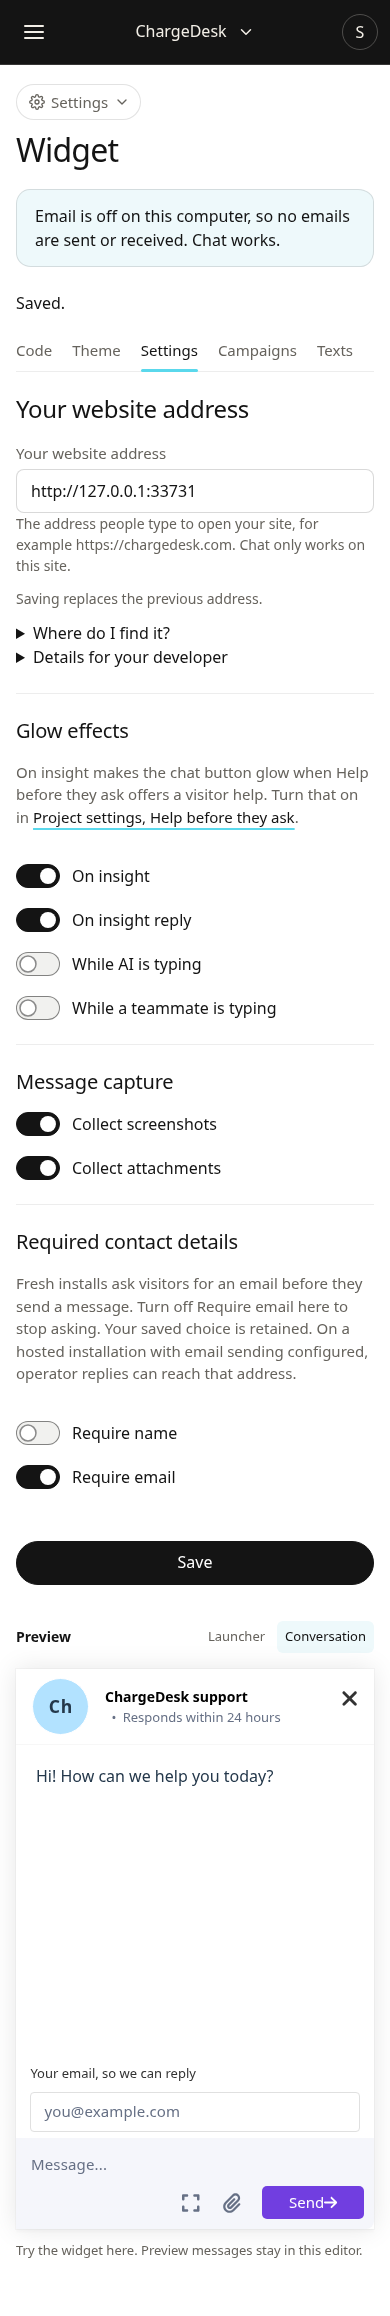 ChargeDesk
S
Settings
Widget
Email is off on this computer, so no emails
are sent or received. Chat works.
Saved.
Code Theme Settings Campaigns Texts
Your website address
Your website address
http://127.0.0.1:33731
The address people type to open your site, for
example https://chargedesk.com. Chat only works on
this site.
Saving replaces the previous address.
Where do I find it?
Details for your developer
Glow effects
On insight makes the chat button glow when Help
before they ask offers a visitor help. Turn that on
in Project settings, Help before they ask.
On insight
On insight reply
While AI is typing
While a teammate is typing
Message capture
Collect screenshots
Collect attachments
Required contact details
Fresh installs ask visitors for an email before they
send a message. Turn off Require email here to
stop asking. Your saved choice is retained. On a
hosted installation with email sending configured,
operator replies can reach that address.
Require name
Require email
Save
Preview Launcher Conversation
Ch
ChargeDesk support
• Responds within 24 hours
Hi! How can we help you today?
Your email, so we can reply
you@example.com
Message...
Send
Try the widget here. Preview messages stay in this editor.